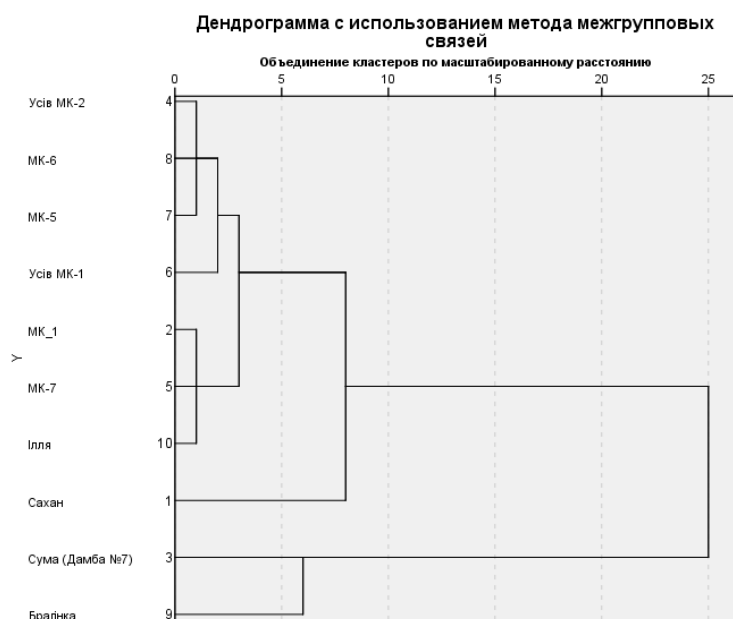 Дендрограмма с использованием метода межгрупповых
связей
Объединение кластеров по масштабированному расстоянию
0 5 10 15 20 25
Усів МК-2 4
МК-6 8
МК-5 7
Усів МК-1 6
МК_1 2
Y
МК-7 5
Ілля 10
Сахан 1
Сума (Дамба №7) 3
Брагінка 9